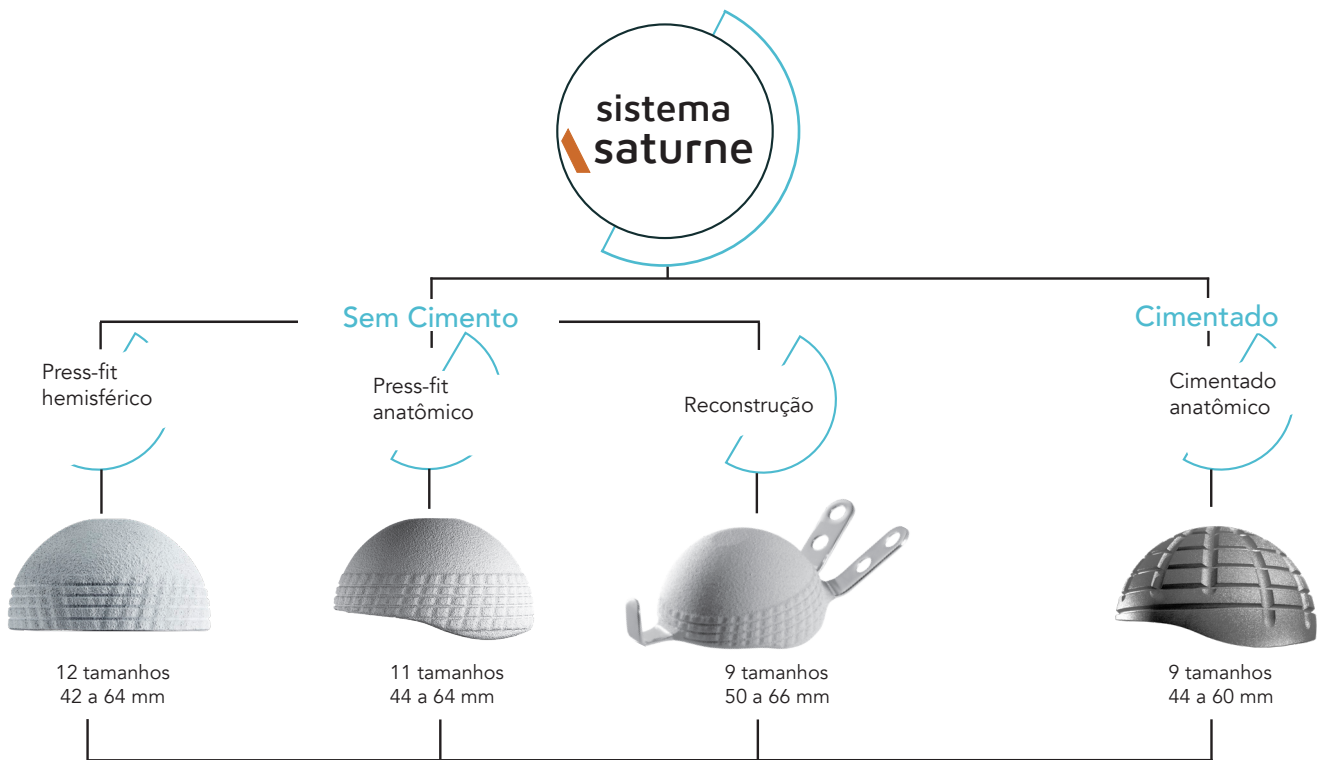 sistema
saturne
Sem Cimento
Cimentado
Press-fit
hemisférico
Press-fit
anatômico
Reconstrução
Cimentado
anatômico
12 tamanhos
42 a 64 mm
11 tamanhos
44 a 64 mm
9 tamanhos
50 a 66 mm
9 tamanhos
44 a 60 mm